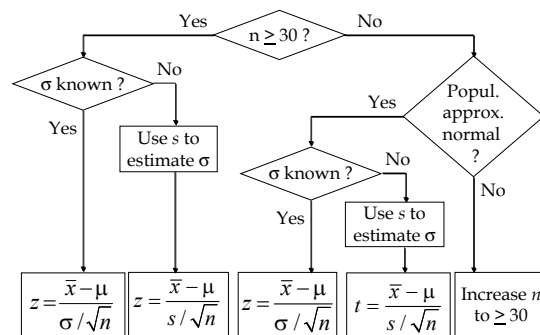 Yes
n ≥ 30 ?
No
σ known ?
No
Yes
Popul.
approx.
normal
?
Yes
Use s to
estimate σ
σ known ?
No
No
Yes
Use s to
estimate σ
z = (x̄ − μ) / (σ / √n)
z = (x̄ − μ) / (s / √n)
z = (x̄ − μ) / (σ / √n)
t = (x̄ − μ) / (s / √n)
Increase n
to ≥ 30